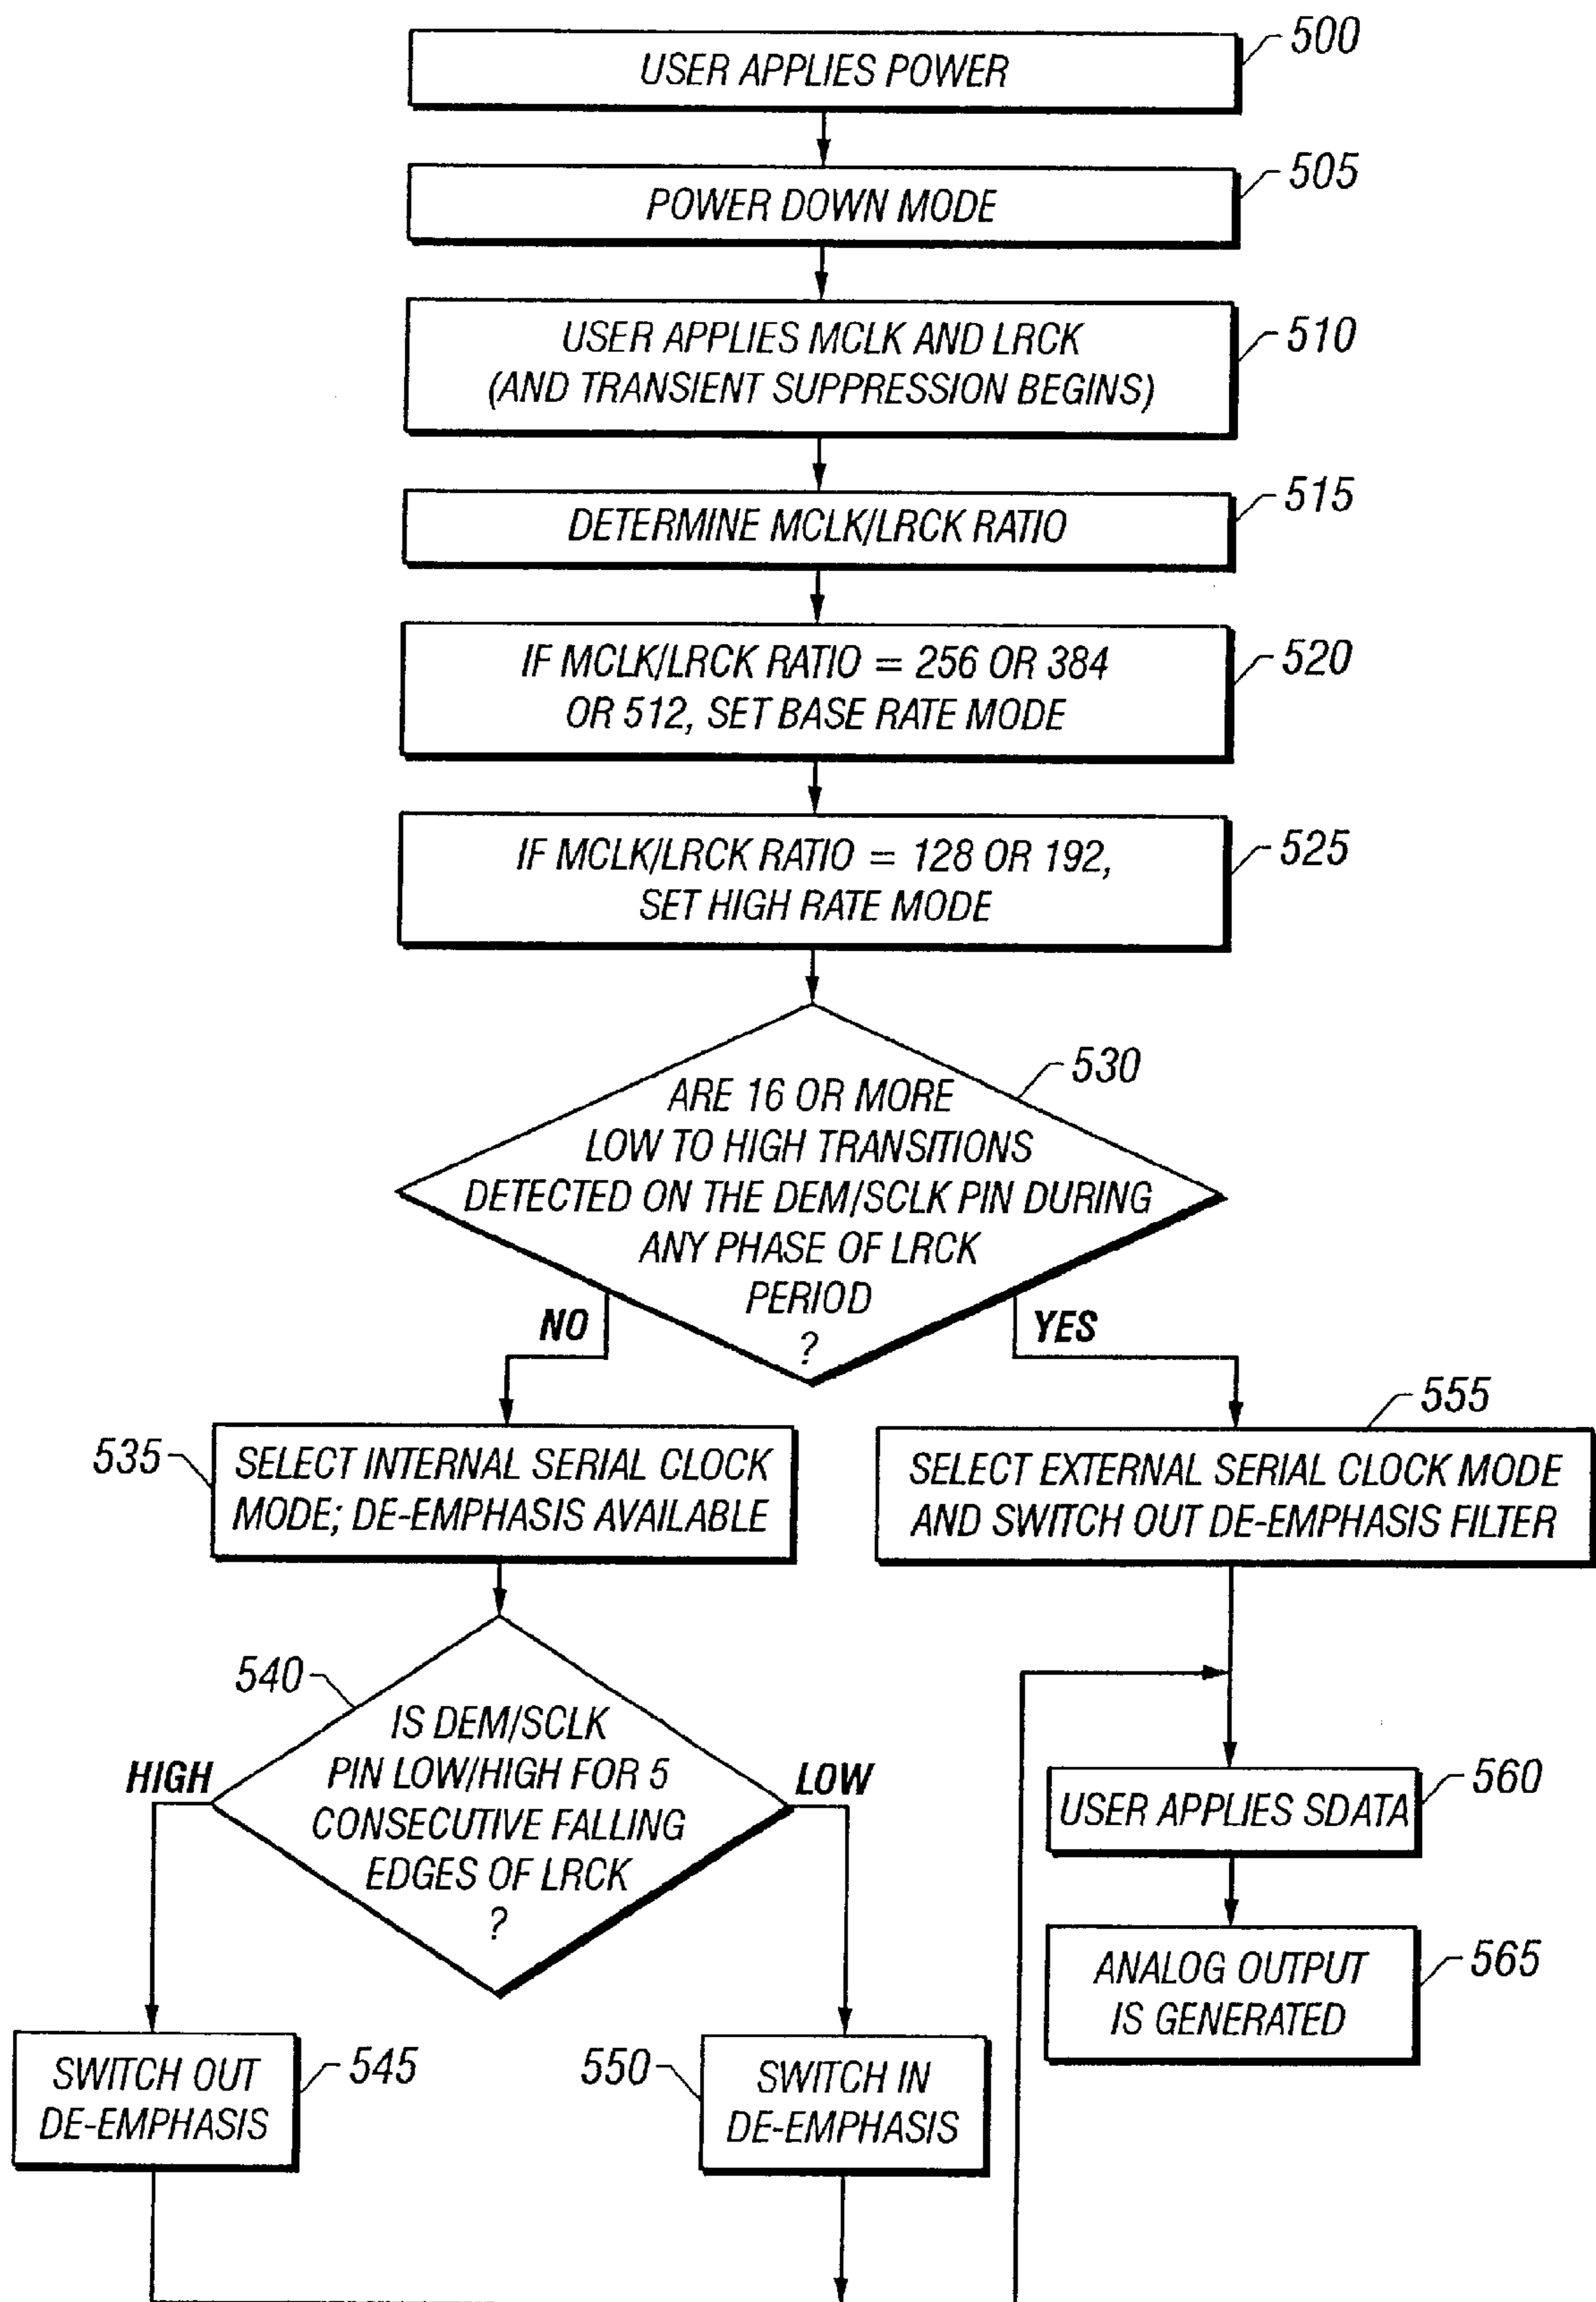 USER APPLIES POWER
500
POWER DOWN MODE
505
USER APPLIES MCLK AND LRCK
(AND TRANSIENT SUPPRESSION BEGINS)
510
DETERMINE MCLK/LRCK RATIO
515
IF MCLK/LRCK RATIO = 256 OR 384
OR 512, SET BASE RATE MODE
520
IF MCLK/LRCK RATIO = 128 OR 192,
SET HIGH RATE MODE
525
ARE 16 OR MORE
LOW TO HIGH TRANSITIONS
DETECTED ON THE DEM/SCLK PIN DURING
ANY PHASE OF LRCK
PERIOD
?
530
NO
YES
535
SELECT INTERNAL SERIAL CLOCK
MODE; DE-EMPHASIS AVAILABLE
555
SELECT EXTERNAL SERIAL CLOCK MODE
AND SWITCH OUT DE-EMPHASIS FILTER
540
IS DEM/SCLK
PIN LOW/HIGH FOR 5
CONSECUTIVE FALLING
EDGES OF LRCK
?
HIGH
LOW
USER APPLIES SDATA
560
ANALOG OUTPUT
IS GENERATED
565
SWITCH OUT
DE-EMPHASIS
545
550
SWITCH IN
DE-EMPHASIS